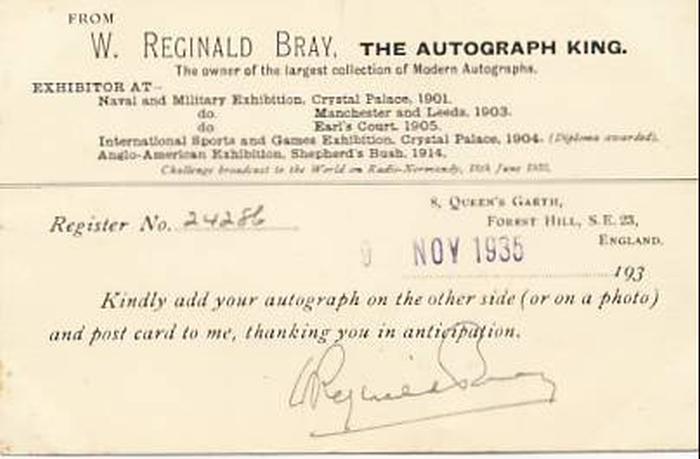 FROM
W. REGINALD BRAY, THE AUTOGRAPH KING.
The owner of the largest collection of Modern Autographs.
EXHIBITOR AT—
Naval and Military Exhibition, Crystal Palace, 1901.
do. Manchester and Leeds, 1903.
do Earl's Court, 1905.
International Sports and Games Exhibition, Crystal Palace, 1904. (Diploma awarded).
Anglo-American Exhibition, Shepherd's Bush, 1914.
Challenge broadcast to the World on Radio-Normandy, June
8, QUEEN'S GARTH,
Register No. 24286
FOREST HILL, S.E. 23,
ENGLAND.
9 NOV 1935
193
Kindly add your autograph on the other side (or on a photo)
and post card to me, thanking you in anticipation.
W Reginald Bray